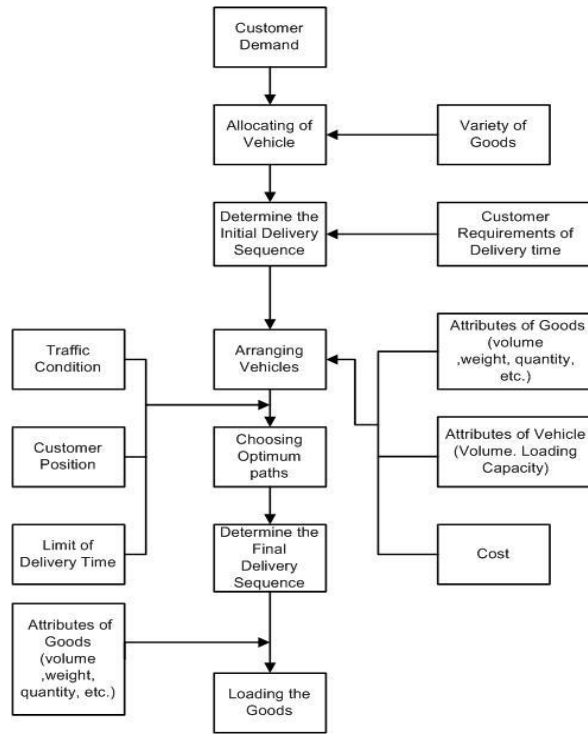 Customer
Demand
Allocating of
Vehicle
Variety of
Goods
Determine the
Initial Delivery
Sequence
Customer
Requirements of
Delivery time
Traffic
Condition
Arranging
Vehicles
Attributes of Goods
(volume
,weight, quantity,
etc.)
Customer
Position
Choosing
Optimum
paths
Attributes of Vehicle
(Volume. Loading
Capacity)
Limit of
Delivery Time
Determine the
Final
Delivery
Sequence
Cost
Attributes of
Goods
(volume
,weight,
quantity, etc.)
Loading the
Goods